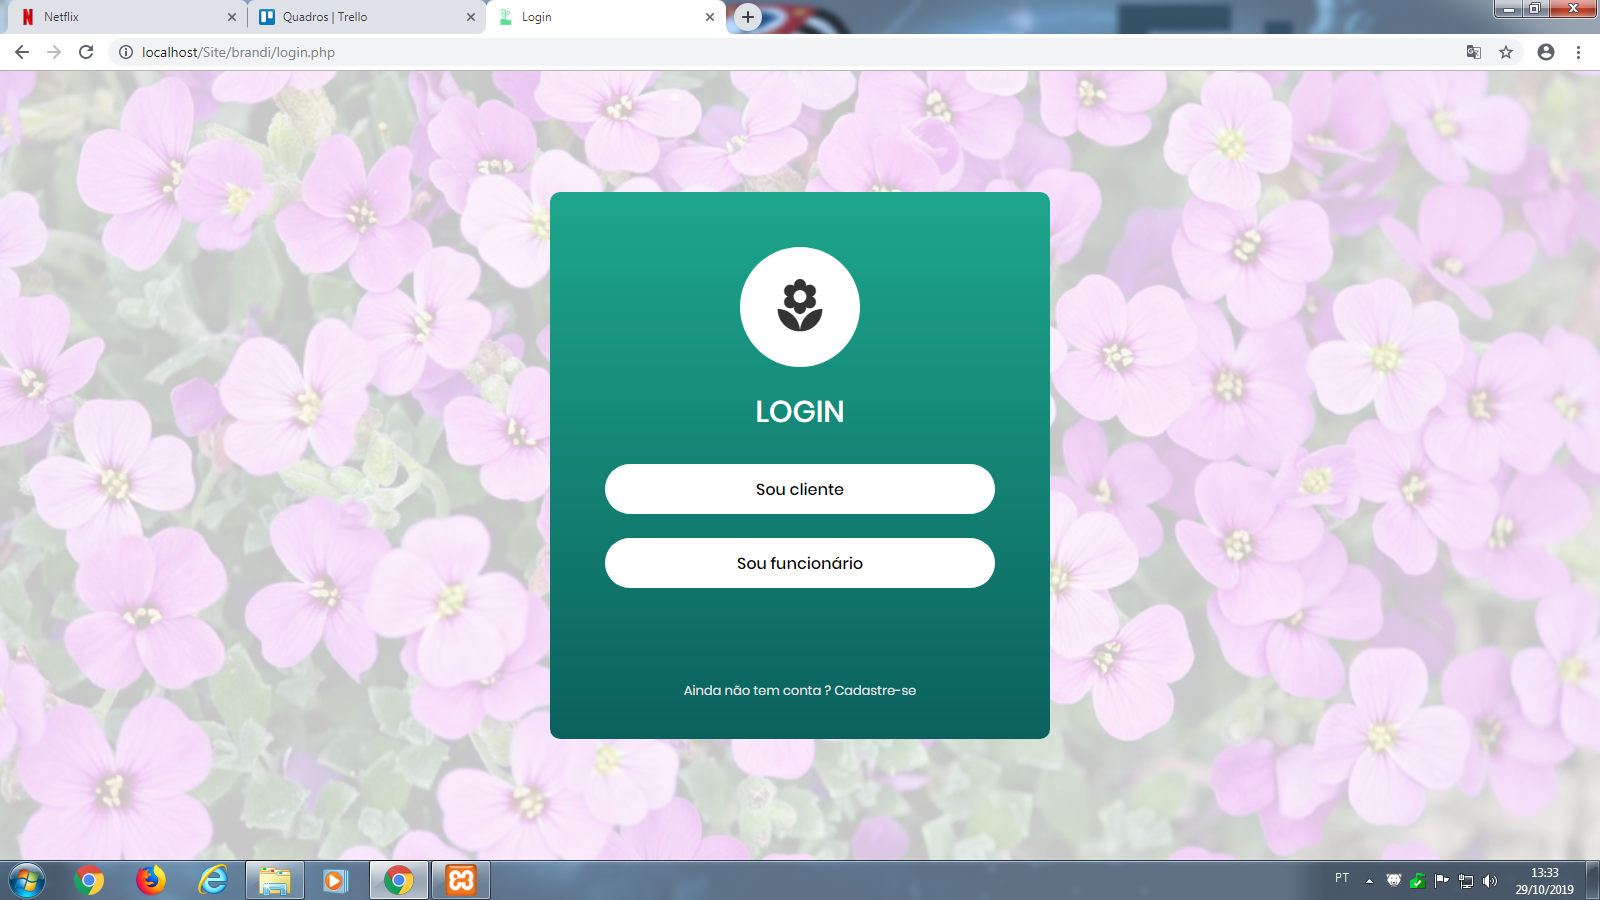 Netflix
Quadros | Trello
Login
localhost/Site/brandi/login.php
LOGIN
Sou cliente
Sou funcionário
Ainda não tem conta ? Cadastre-se
PT
13:33
29/10/2019